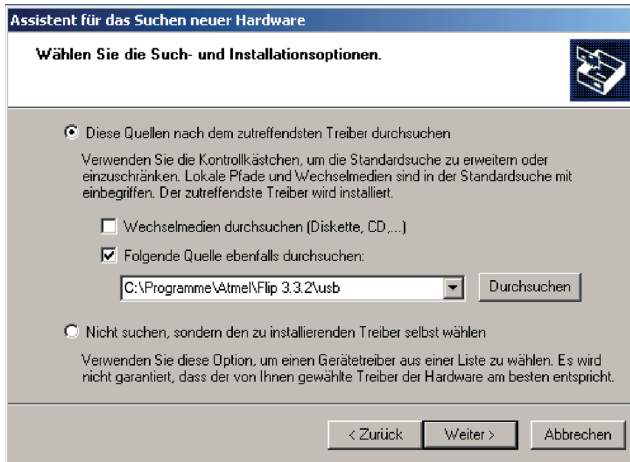 Assistent für das Suchen neuer Hardware
Wählen Sie die Such- und Installationsoptionen.
Diese Quellen nach dem zutreffendsten Treiber durchsuchen
Verwenden Sie die Kontrollkästchen, um die Standardsuche zu erweitern oder
einzuschränken. Lokale Pfade und Wechselmedien sind in der Standardsuche mit
einbegriffen. Der zutreffendste Treiber wird installiert.
Wechselmedien durchsuchen (Diskette, CD,...)
Folgende Quelle ebenfalls durchsuchen:
C:\Programme\Atmel\Flip 3.3.2\usb Durchsuchen
Nicht suchen, sondern den zu installierenden Treiber selbst wählen
Verwenden Sie diese Option, um einen Gerätetreiber aus einer Liste zu wählen. Es wird
nicht garantiert, dass der von Ihnen gewählte Treiber der Hardware am besten entspricht.
< Zurück Weiter > Abbrechen